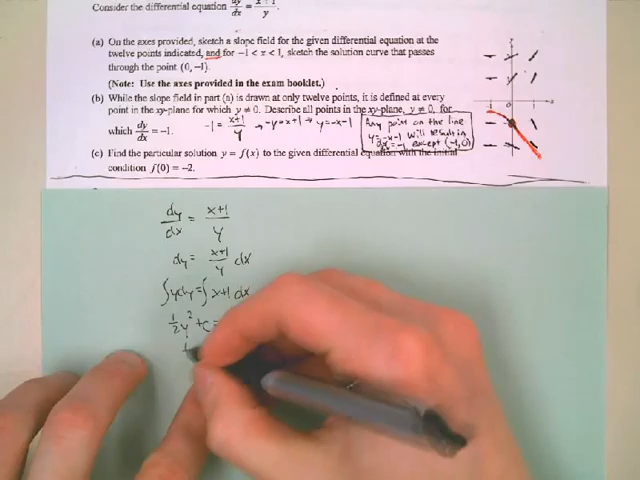 Consider the differential equation dy/dx = x+1/y.
(a) On the axes provided, sketch a slope field for the given differential equation at the
twelve points indicated, and for −1 < x < 1, sketch the solution curve that passes
through the point (0, −1).
(Note: Use the axes provided in the exam booklet.)
(b) While the slope field in part (a) is drawn at only twelve points, it is defined at every
point in the xy-plane for which y ≠ 0. Describe all points in the xy-plane, y ≠ 0, for
which dy/dx = −1.
-1 = x+1/y → -y = x+1 → y = -x-1
Any point on the line
y = -x-1 will result in
dy/dx = -1 except (-1,0)
(c) Find the particular solution y = f(x) to the given differential equation with the initial
condition f(0) = −2.
-1 0 1
dy/dx = x+1/y
dy = x+1/y dx
∫ydy = ∫x+1 dx
1/2y² + C =